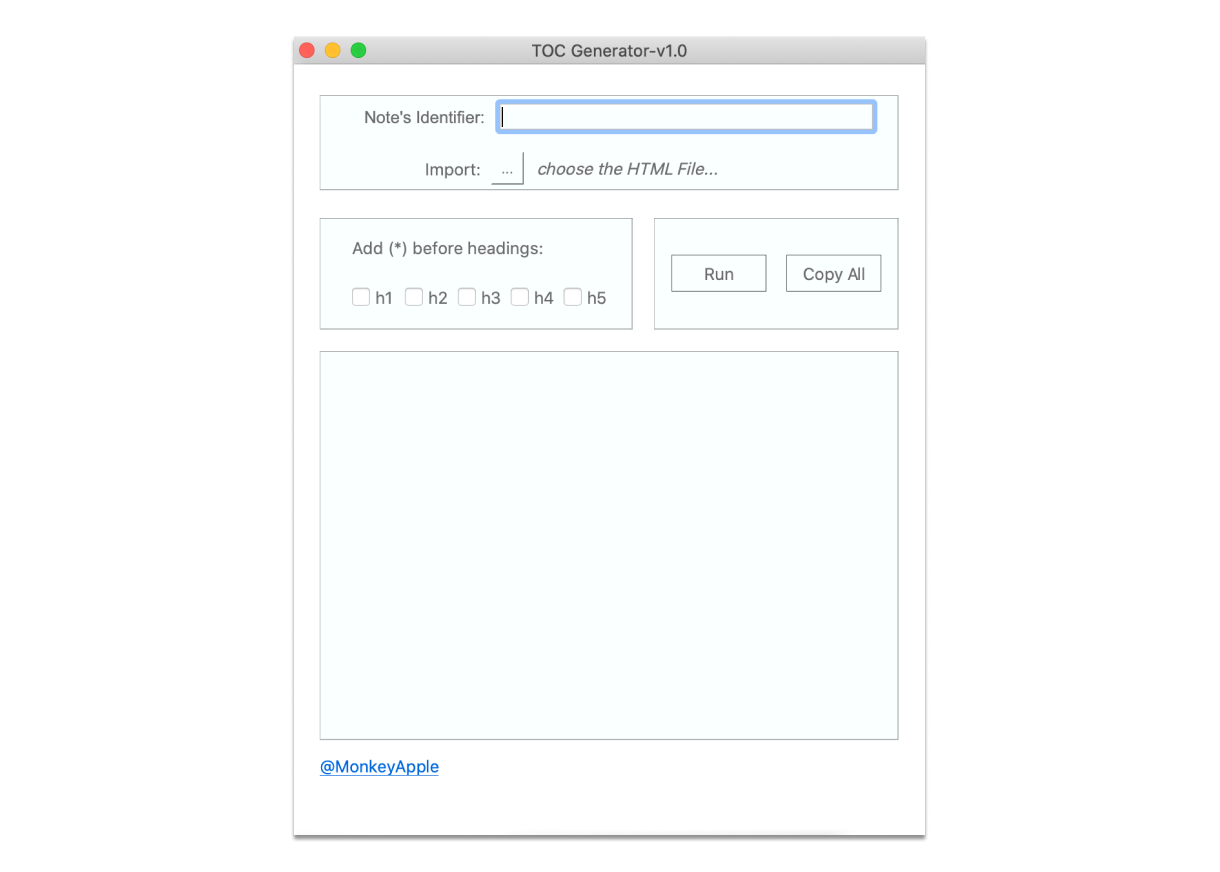 TOC Generator-v1.0
Note's Identifier:
Import: ... choose the HTML File...
Add (*) before headings:
h1 h2 h3 h4 h5
Run Copy All
@MonkeyApple